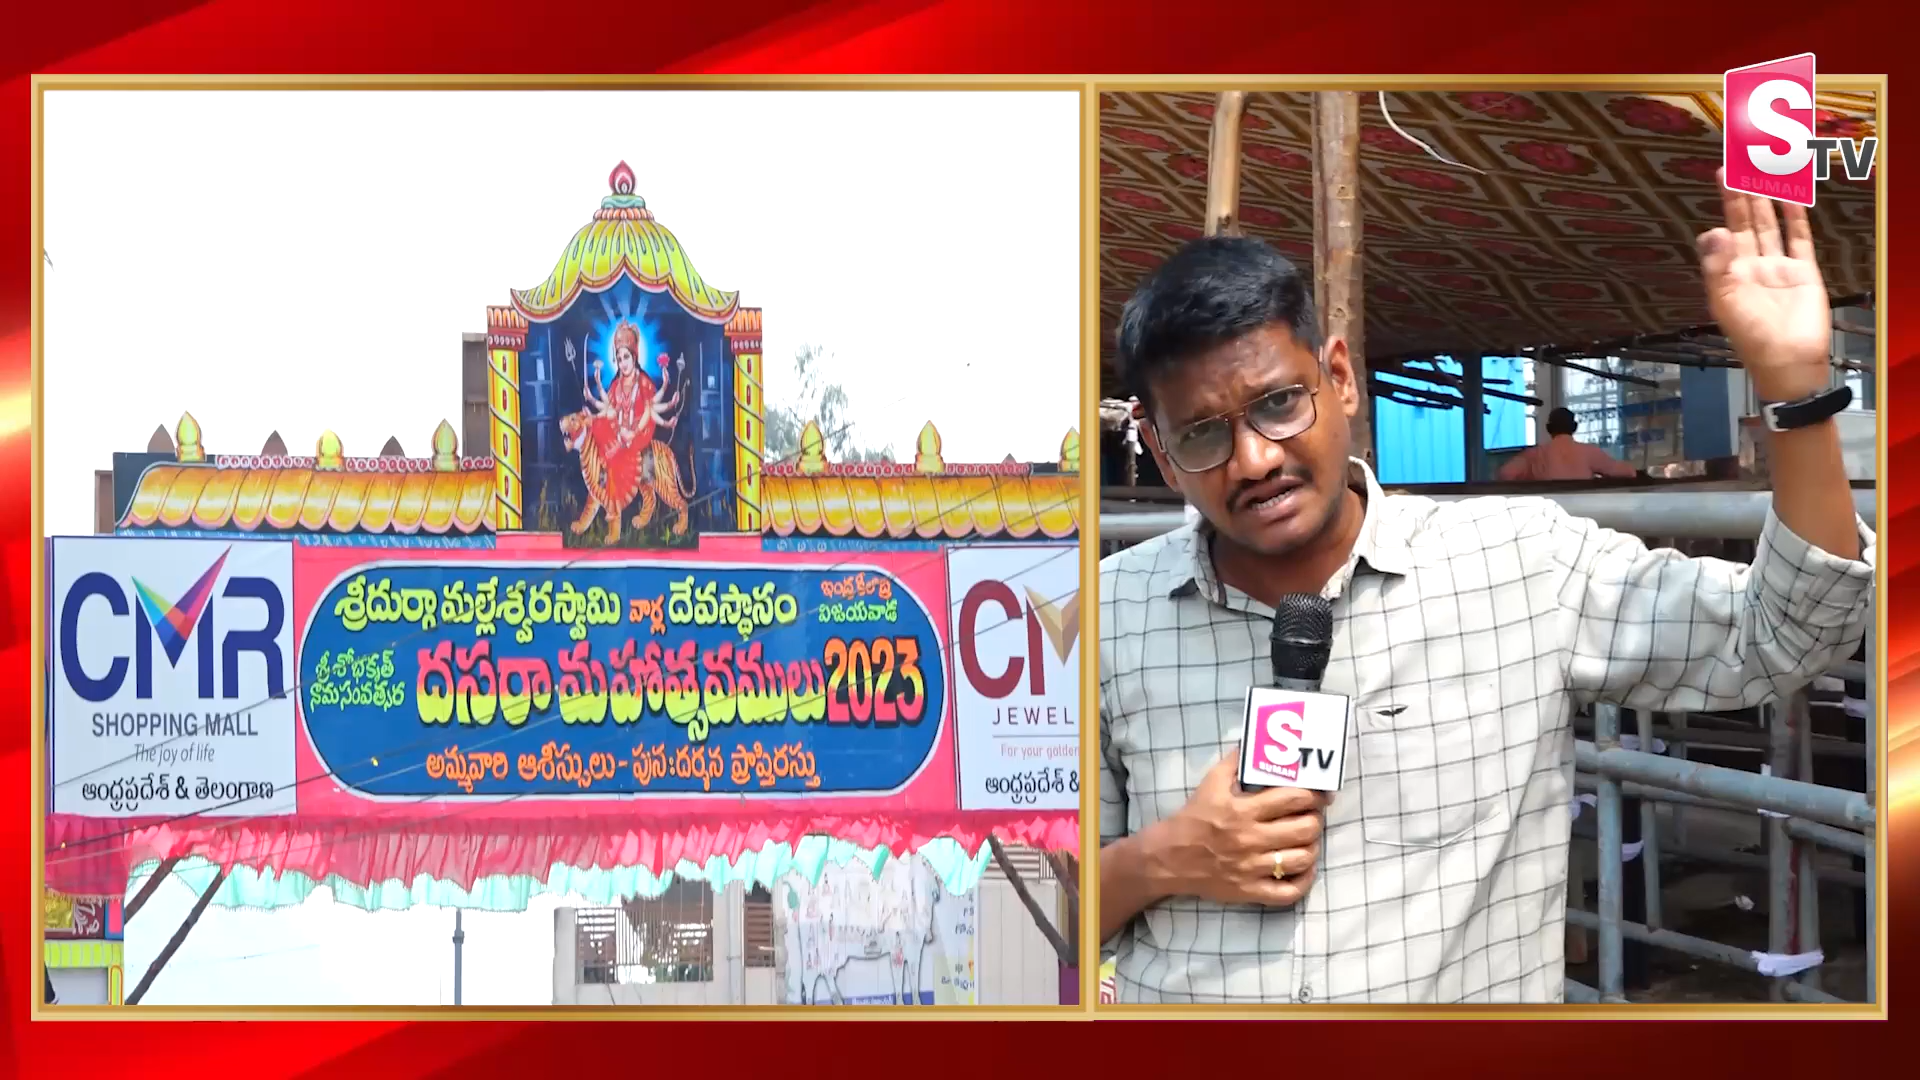 శ్రీదుర్గా మల్లేశ్వరస్వామి వార్ల దేవస్థానం
ఇంద్రకీలాద్రి
విజయవాడ
శ్రీ శోభకృత్
నామసంవత్సర
దసరా మహోత్సవములు 2023
అమ్మవారి ఆశీస్సులు - పున:దర్శన ప్రాప్తిరస్తు
CMR
SHOPPING MALL
The joy of life
ఆంధ్రప్రదేశ్ & తెలంగాణ
JEWEL
For your golden
ఆంధ్రప్రదేశ్ &
S TV
SUMAN
S TV
SUMAN